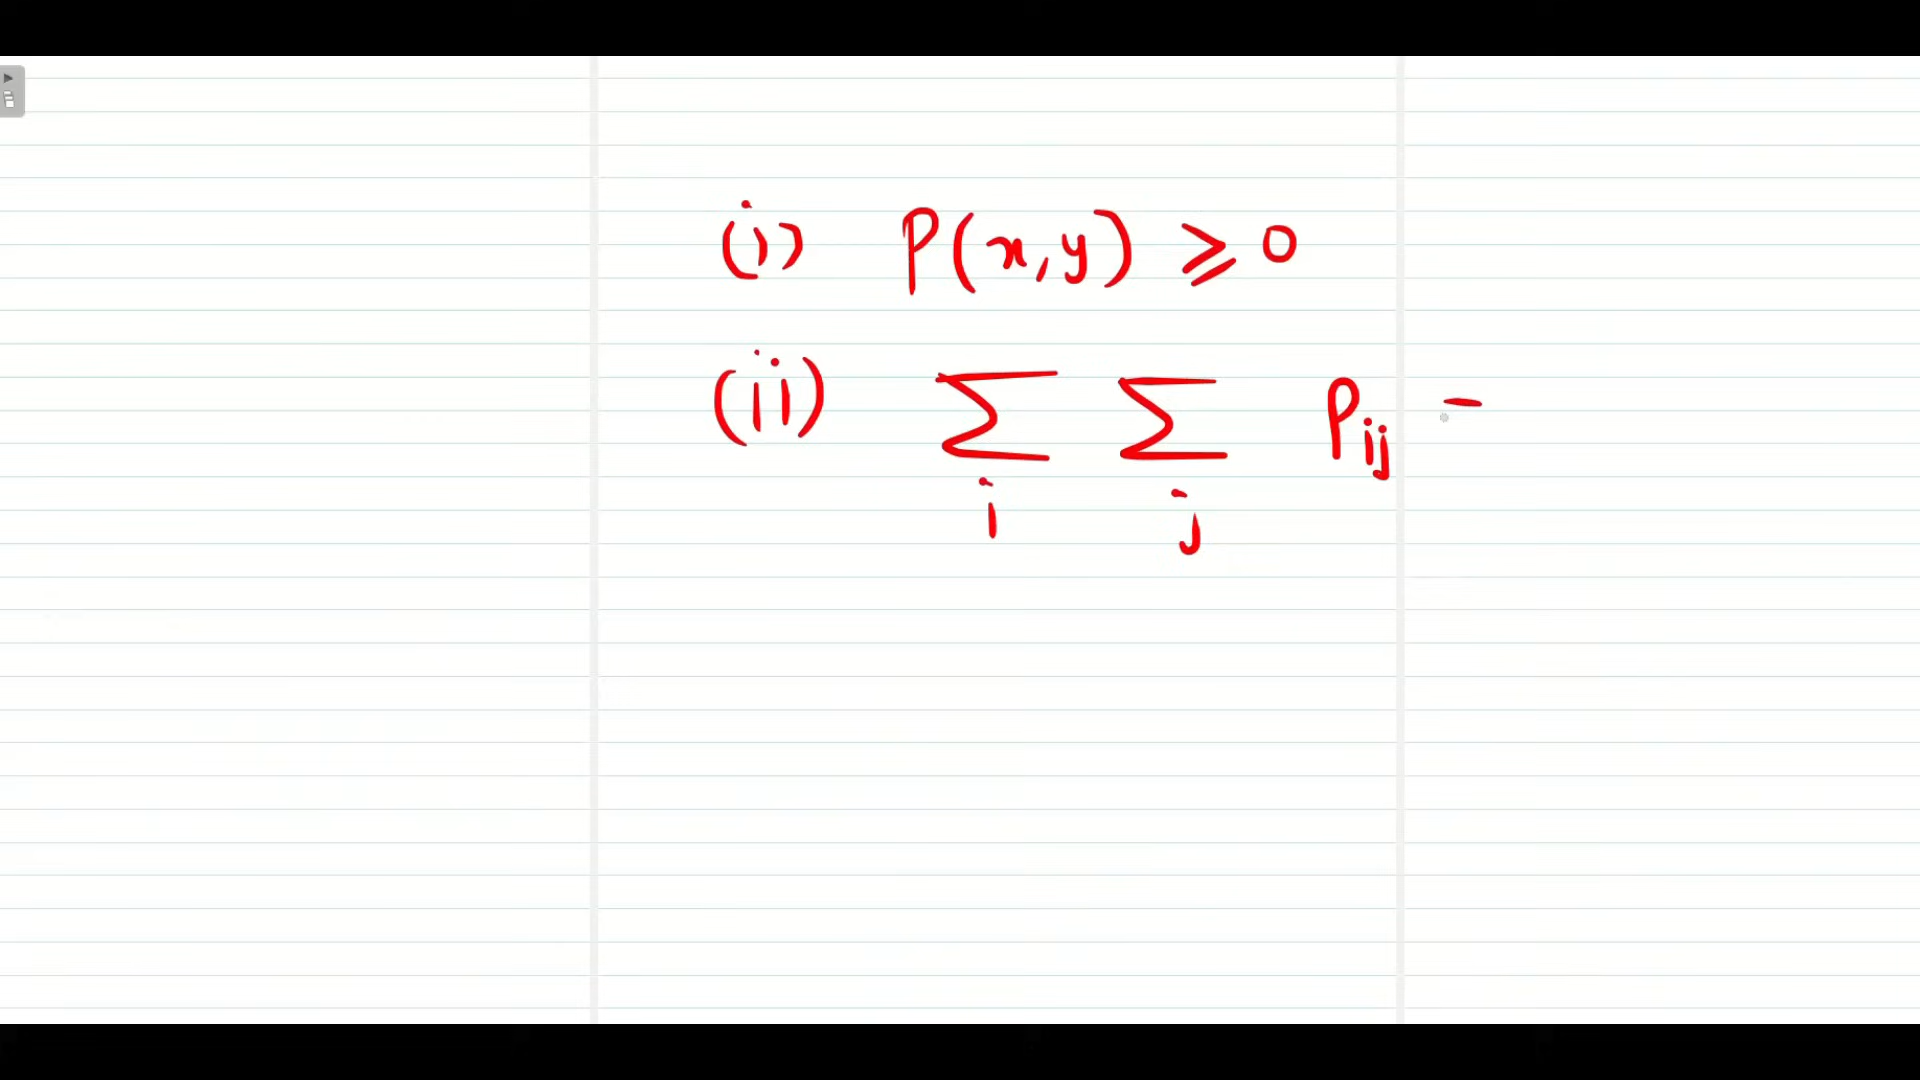 (i) P(x,y) ⩾ 0
(ii) ∑ i ∑ j Pij -